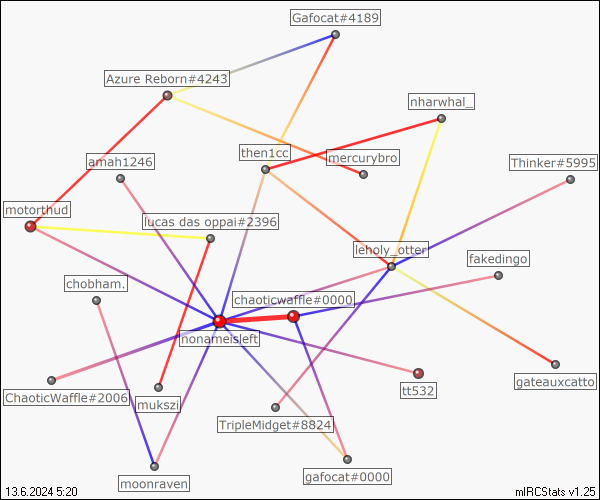 Gafocat#4189
Azure Reborn#4243
nharwhal_
then1cc
mercurybro
amah1246
Thinker#5995
motorthud
lucas das oppai#2396
leholy_otter
fakedingo
chobham.
chaoticwaffle#0000
nonameisleft
ChaoticWaffle#2006
mukszi
tt532
gateauxcatto
TripleMidget#8824
moonraven
gafocat#0000
13.6.2024 5:20
mIRCStats v1.25